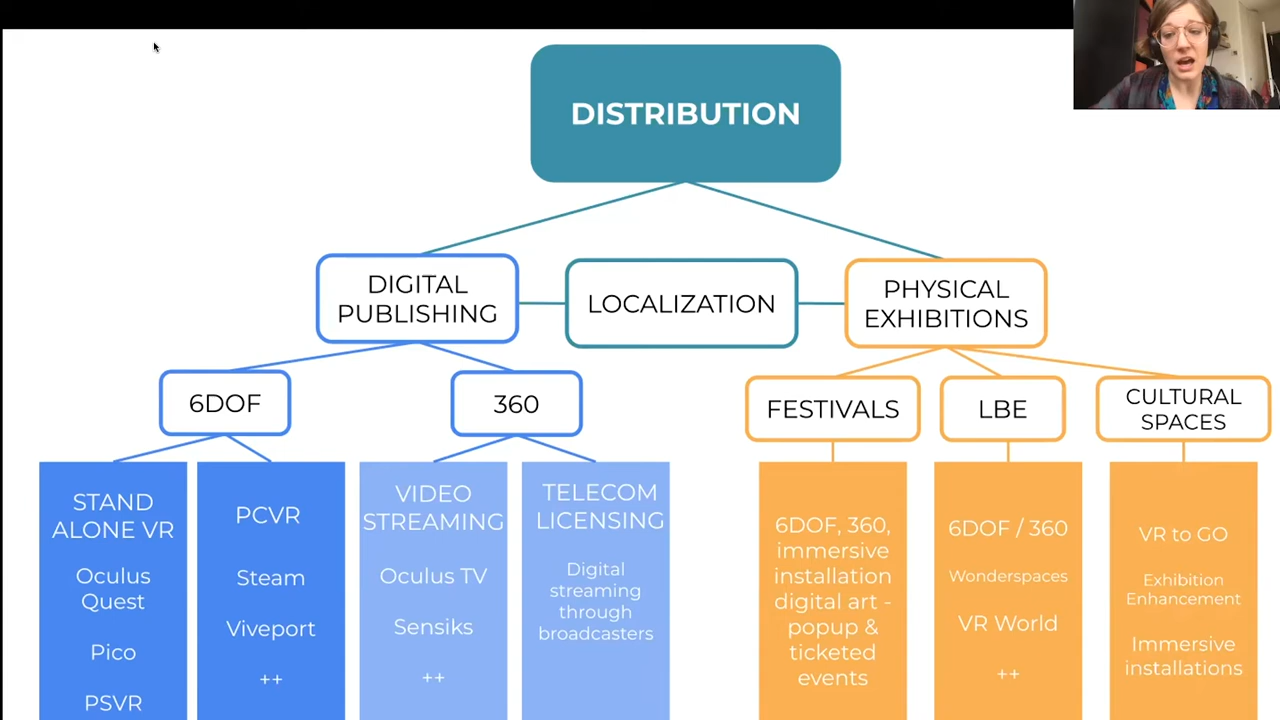 DISTRIBUTION
DIGITAL
PUBLISHING
LOCALIZATION
PHYSICAL
EXHIBITIONS
6DOF
360
FESTIVALS
LBE
CULTURAL
SPACES
STAND
ALONE VR
Oculus
Quest
Pico
PSVR
PCVR
Steam
Viveport
++
VIDEO
STREAMING
Oculus TV
Sensiks
++
TELECOM
LICENSING
Digital
streaming
through
broadcasters
6DOF, 360,
immersive
installation
digital art -
popup &
ticketed
events
6DOF / 360
Wonderspaces
VR World
++
VR to GO
Exhibition
Enhancement
Immersive
installations